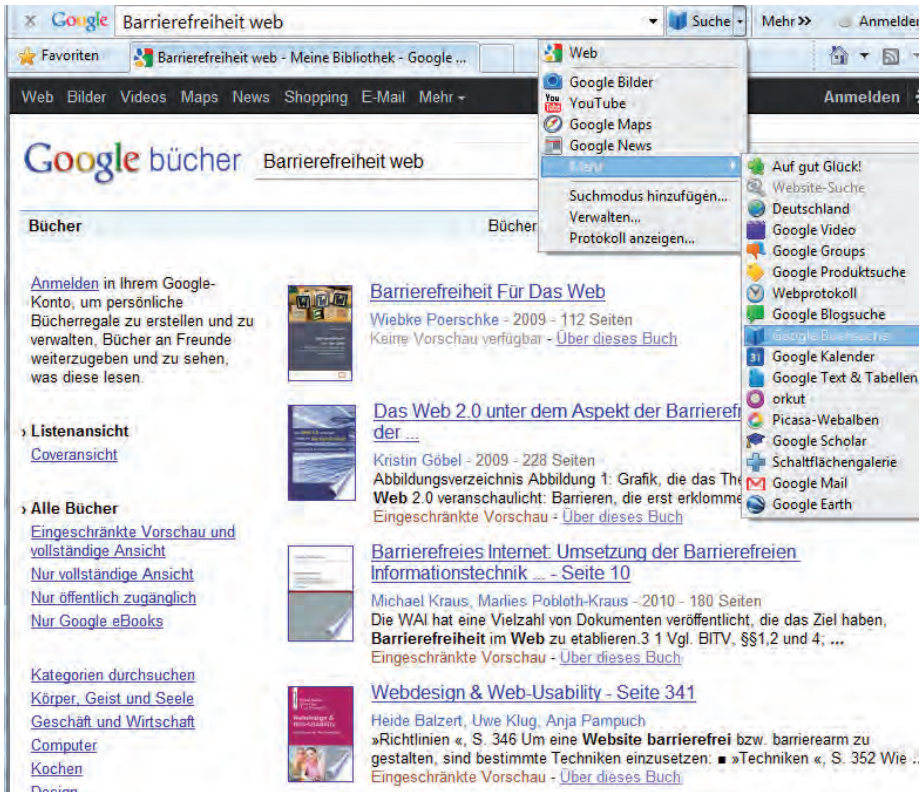 Google Barrierefreiheit web Suche Mehr >> Anmelden
Favoriten Barrierefreiheit web - Meine Bibliothek - Google ...
Web
Google Bilder
YouTube
Google Maps
Google News
Mehr
Suchmodus hinzufügen...
Verwalten...
Protokoll anzeigen...
Auf gut Glück!
Website-Suche
Deutschland
Google Video
Google Groups
Google Produktsuche
Webprotokoll
Google Blogsuche
Google Buchsuche
Google Kalender
Google Text & Tabellen
orkut
Picasa-Webalben
Google Scholar
Schaltflächengalerie
Google Mail
Google Earth
Web Bilder Videos Maps News Shopping E-Mail Mehr Anmelden
Google bücher Barrierefreiheit web
Bücher Bücher
Anmelden in Ihrem Google-
Konto, um persönliche
Bücherregale zu erstellen und zu
verwalten, Bücher an Freunde
weiterzugeben und zu sehen,
was diese lesen.
› Listenansicht
Coveransicht
› Alle Bücher
Eingeschränkte Vorschau und
vollständige Ansicht
Nur vollständige Ansicht
Nur öffentlich zugänglich
Nur Google eBooks
Kategorien durchsuchen
Körper, Geist und Seele
Geschäft und Wirtschaft
Computer
Kochen
Design
Barrierefreiheit Für Das Web
Wiebke Poerschke - 2009 - 112 Seiten
Keine Vorschau verfügbar - Über dieses Buch
Das Web 2.0 unter dem Aspekt der Barrieref
der ...
Kristin Göbel - 2009 - 228 Seiten
Abbildungsverzeichnis Abbildung 1: Grafik, die das The
Web 2.0 veranschaulicht: Barrieren, die erst erklomme
Eingeschränkte Vorschau - Über dieses Buch
Barrierefreies Internet: Umsetzung der Barrierefreien
Informationstechnik ... - Seite 10
Michael Kraus, Marlies Pobloth-Kraus - 2010 - 180 Seiten
Die WAI hat eine Vielzahl von Dokumenten veröffentlicht, die das Ziel haben,
Barrierefreiheit im Web zu etablieren.3 1 Vgl. BITV, §§1,2 und 4; ...
Eingeschränkte Vorschau - Über dieses Buch
Webdesign & Web-Usability - Seite 341
Heide Balzert, Uwe Klug, Anja Pampuch
»Richtlinien «, S. 346 Um eine Website barrierefrei bzw. barrierearm zu
gestalten, sind bestimmte Techniken einzusetzen: ■ »Techniken «, S. 352 Wie ...
Eingeschränkte Vorschau - Über dieses Buch